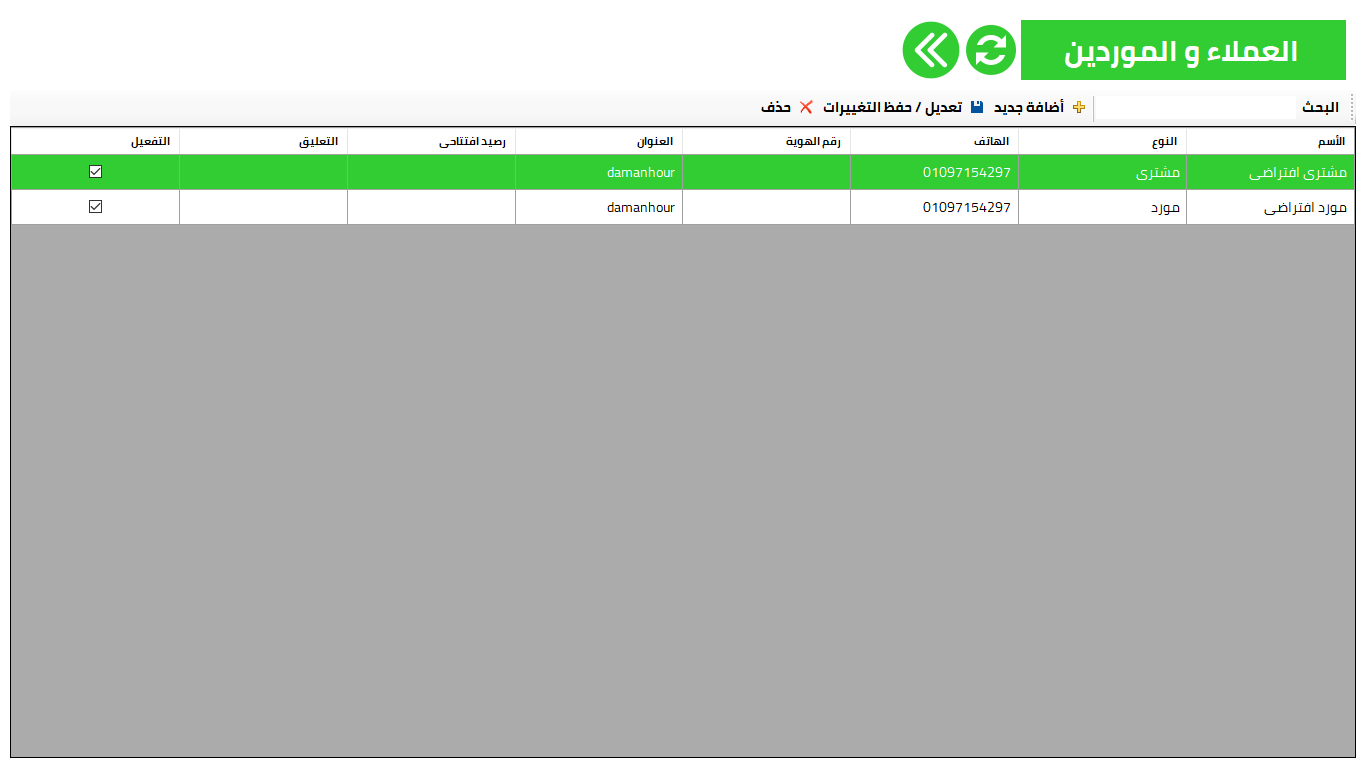 العملاء و الموردين
البحث أضافة جديد تعديل / حفظ التغييرات حذف
الأسم النوع الهاتف رقم الهوية العنوان رصيد افتتاحى التعليق التفعيل
مشترى افتراضى مشترى 01097154297 damanhour
مورد افتراضى مورد 01097154297 damanhour